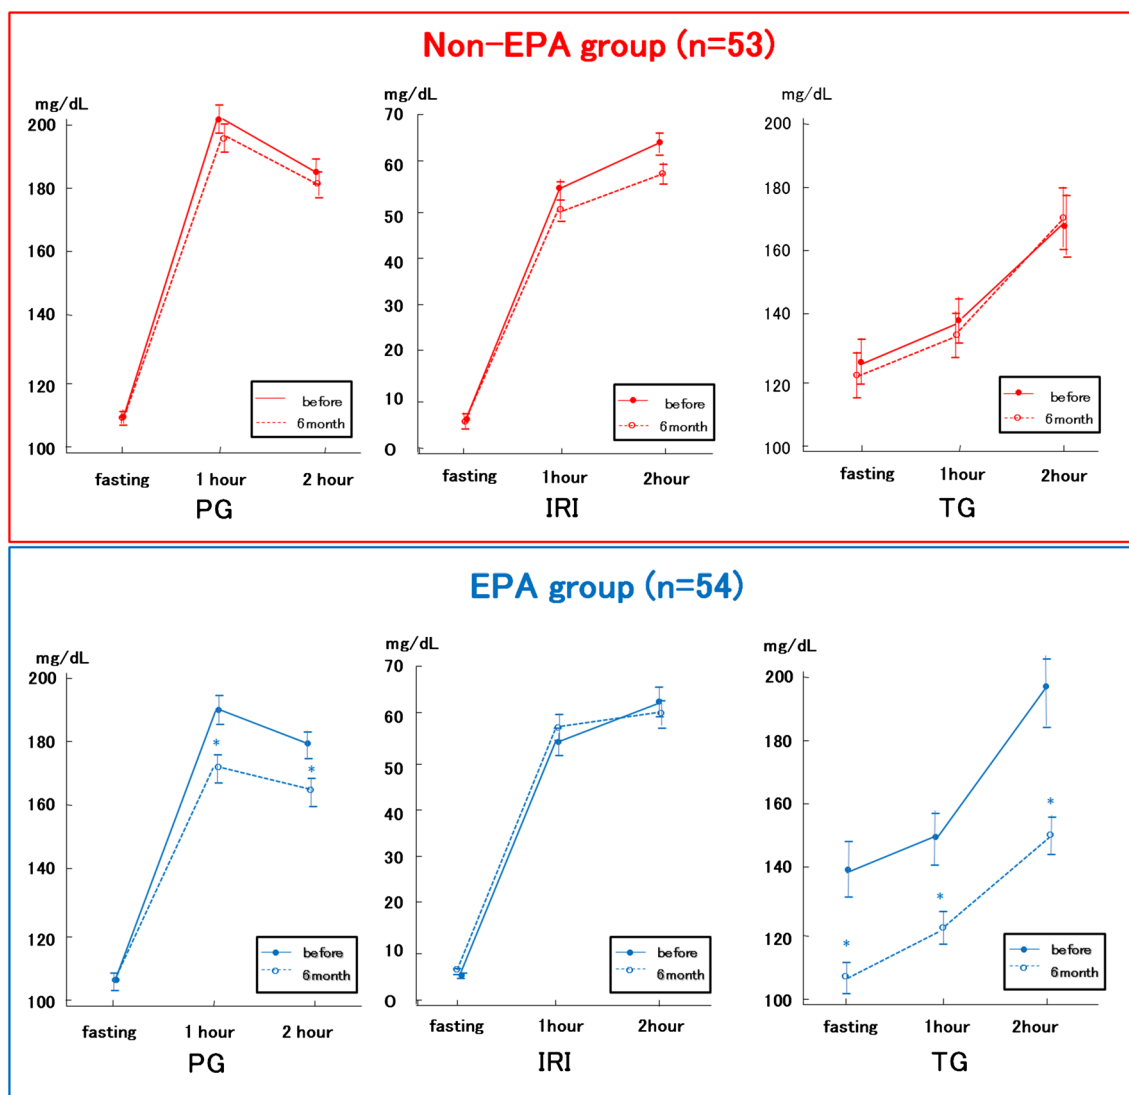 Non-EPA group (n=53)
mg/dL
200
180
160
140
120
100
before
6month
fasting 1 hour 2 hour
PG
mg/dL
70
60
50
40
30
20
10
0
before
6month
fasting 1hour 2hour
IRI
mg/dL
200
180
160
140
120
100
before
6month
fasting 1hour 2hour
TG
EPA group (n=54)
mg/dL
200
180
160
140
120
100
*
*
before
6month
fasting 1 hour 2 hour
PG
mg/dL
70
60
50
40
30
20
10
0
before
6month
fasting 1hour 2hour
IRI
mg/dL
200
180
160
140
120
100
*
*
*
before
6month
fasting 1hour 2hour
TG